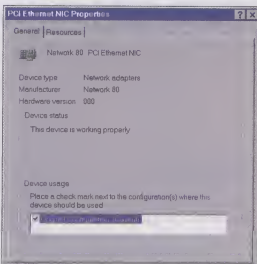 PCI Ethernet NIC Properties
General Resources
Network 80 PCI Ethernet NIC
Device type Network adapters
Manufacturer Network 80
Hardware version 000
Device status
This device is working properly
Device usage
Place a check mark next to the configuration(s) where this
device should be used